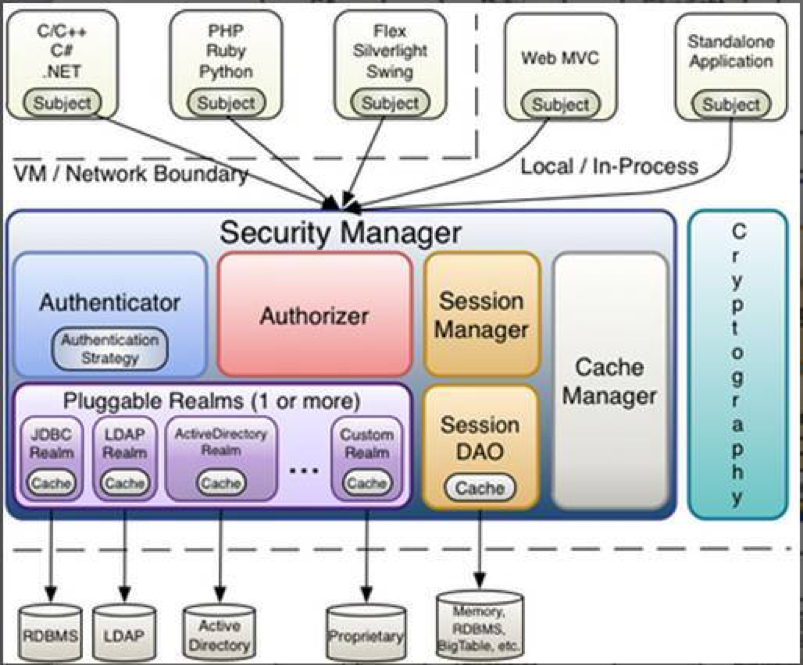 C/C++
C#
.NET
Subject
PHP
Ruby
Python
Subject
Flex
Silverlight
Swing
Subject
Web MVC
Subject
Standalone
Application
Subject
VM / Network Boundary
Local / In-Process
Security Manager
Authenticator
Authentication
Strategy
Authorizer
Session
Manager
Cache
Manager
Cryptography
Pluggable Realms (1 or more)
JDBC
Realm
Cache
LDAP
Realm
Cache
ActiveDirectory
Realm
Cache
...
Custom
Realm
Cache
Session
DAO
Cache
RDBMS
LDAP
Active
Directory
Proprietary
Memory,
RDBMS,
BigTable, etc.